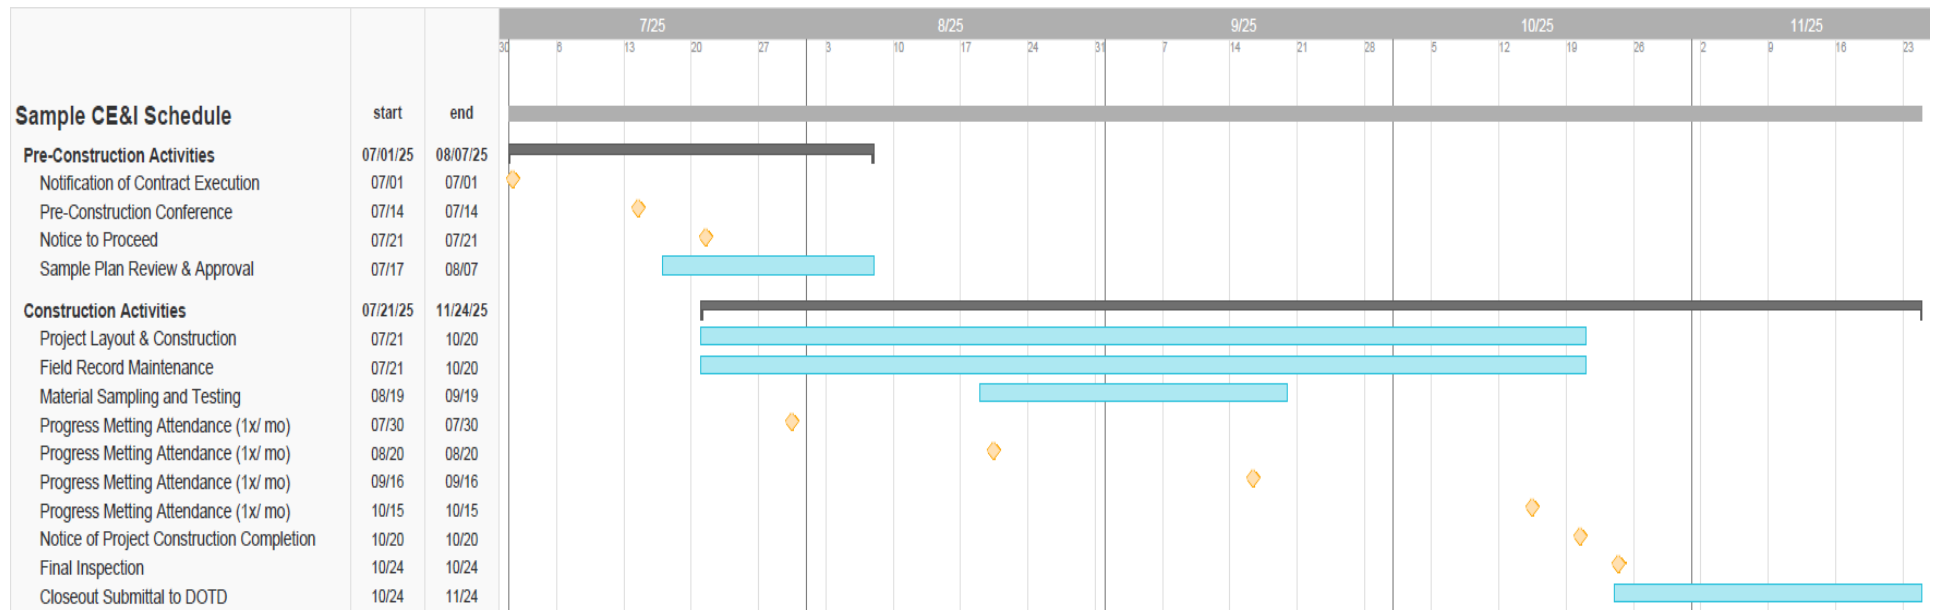 7/25 8/25 9/25 10/25 11/25
30 6 13 20 27 3 10 17 24 31 7 14 21 28 5 12 19 26 2 9 16 23
Sample CE&I Schedule start end
Pre-Construction Activities 07/01/25 08/07/25
Notification of Contract Execution 07/01 07/01
Pre-Construction Conference 07/14 07/14
Notice to Proceed 07/21 07/21
Sample Plan Review & Approval 07/17 08/07
Construction Activities 07/21/25 11/24/25
Project Layout & Construction 07/21 10/20
Field Record Maintenance 07/21 10/20
Material Sampling and Testing 08/19 09/19
Progress Metting Attendance (1x/ mo) 07/30 07/30
Progress Metting Attendance (1x/ mo) 08/20 08/20
Progress Metting Attendance (1x/ mo) 09/16 09/16
Progress Metting Attendance (1x/ mo) 10/15 10/15
Notice of Project Construction Completion 10/20 10/20
Final Inspection 10/24 10/24
Closeout Submittal to DOTD 10/24 11/24